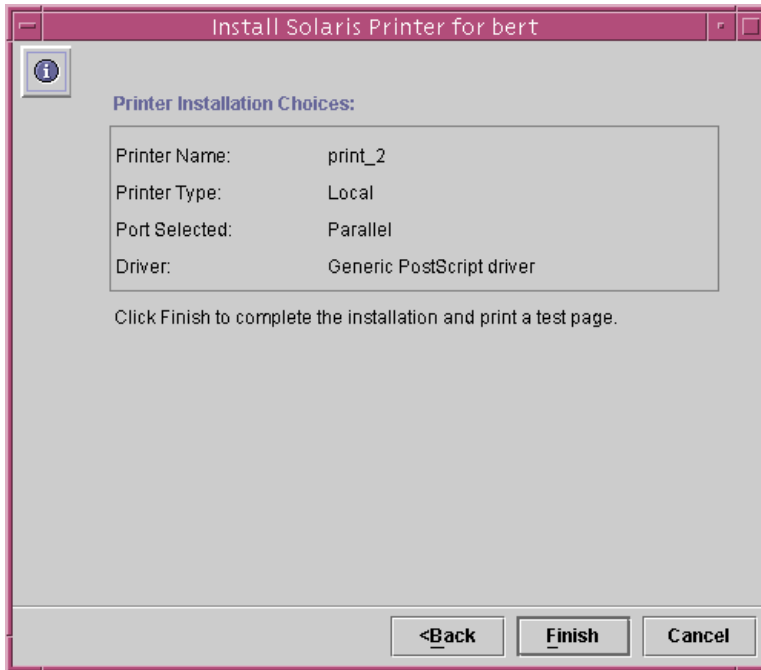 Install Solaris Printer for bert
Printer Installation Choices:
Printer Name: print_2
Printer Type: Local
Port Selected: Parallel
Driver: Generic PostScript driver
Click Finish to complete the installation and print a test page.
<Back Finish Cancel